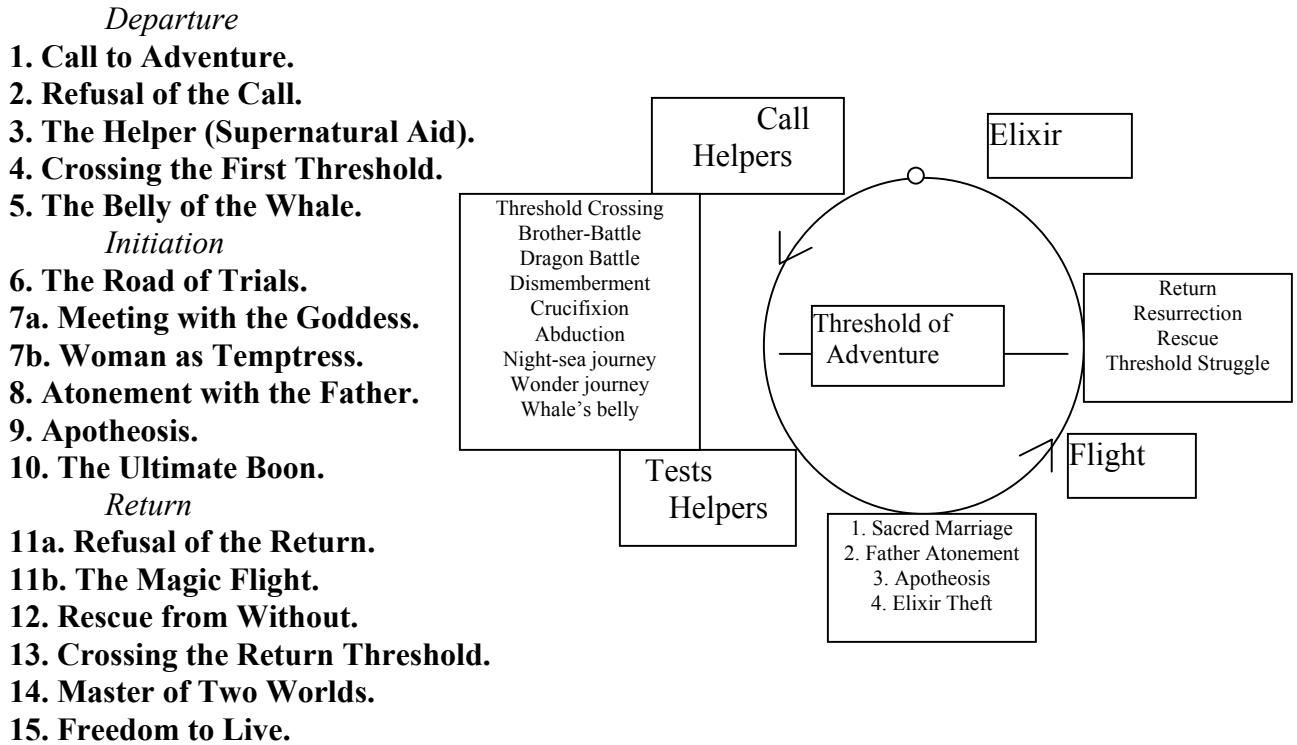 Departure
1. Call to Adventure.
2. Refusal of the Call.
3. The Helper (Supernatural Aid).
4. Crossing the First Threshold.
5. The Belly of the Whale.
Initiation
6. The Road of Trials.
7a. Meeting with the Goddess.
7b. Woman as Temptress.
8. Atonement with the Father.
9. Apotheosis.
10. The Ultimate Boon.
Return
11a. Refusal of the Return.
11b. The Magic Flight.
12. Rescue from Without.
13. Crossing the Return Threshold.
14. Master of Two Worlds.
15. Freedom to Live.
Call
Helpers
Elixir
Threshold Crossing
Brother-Battle
Dragon Battle
Dismemberment
Crucifixion
Abduction
Night-sea journey
Wonder journey
Whale’s belly
Threshold of
Adventure
Return
Resurrection
Rescue
Threshold Struggle
Tests
Helpers
Flight
1. Sacred Marriage
2. Father Atonement
3. Apotheosis
4. Elixir Theft